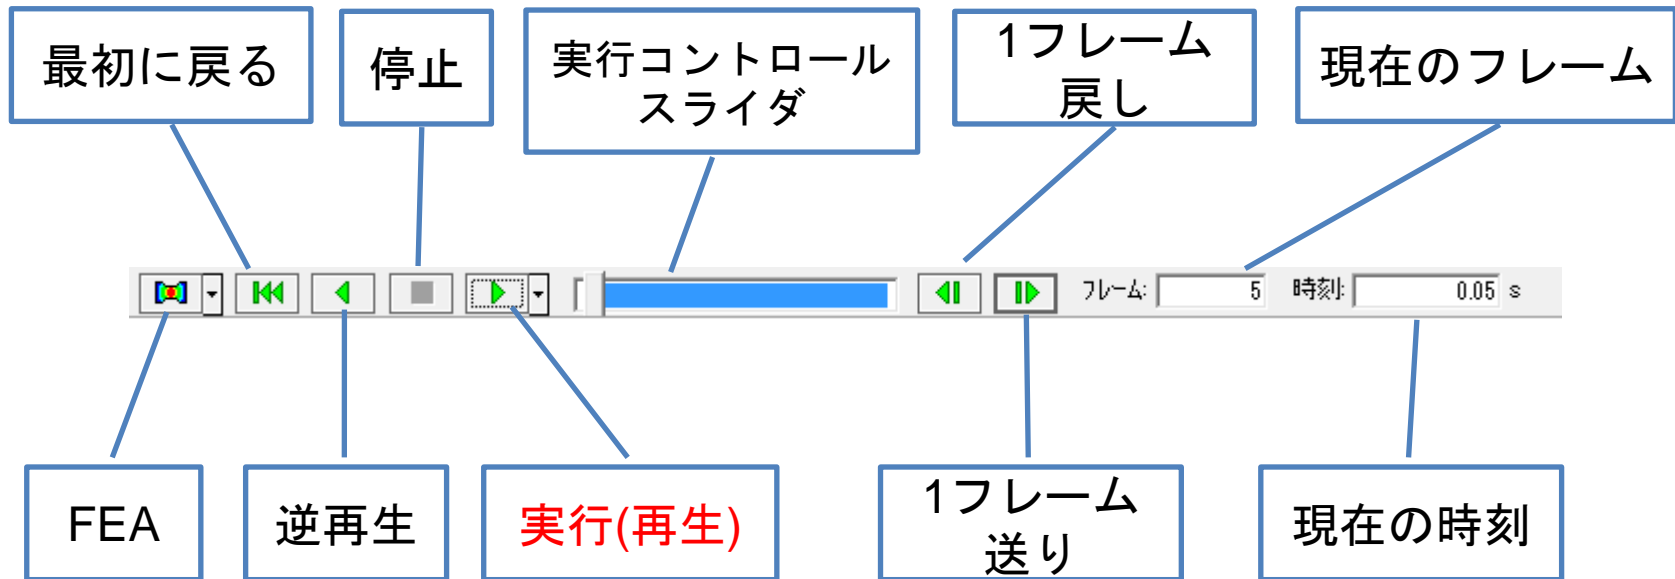 最初に戻る
停止
実行コントロール
スライダ
1フレーム
戻し
現在のフレーム
フレーム: 5 時刻: 0.05 s
FEA
逆再生
実行(再生)
1フレーム
送り
現在の時刻